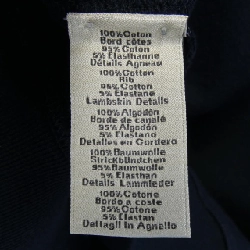 100%Coton
Bord côtes
95% Coton
5% Elasthanne
Détails Agneau
100%Cotton
Rib
95% Cotton
5% Elastane
Lambskin Details
100% Algodón
Borde de canalé
95% Algodón
5% Elastano
Detalles en Cordero
100%Baumwolle
Strickbündchen
95%Baumwolle
5% Elasthan
Details Lammleder
100%Cotone
Bordo a coste
95% Cotone
5% Elastan
Dettagli in Agnello